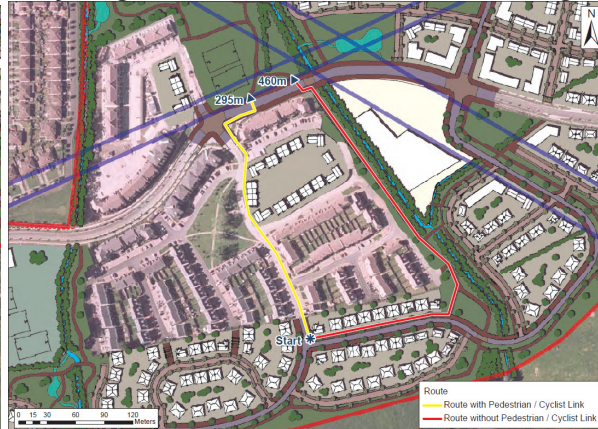 N
460m
295m
Start
Route
Route with Pedestrian / Cyclist Link
Route without Pedestrian / Cyclist Link
0 15 30 60 90 120
Meters